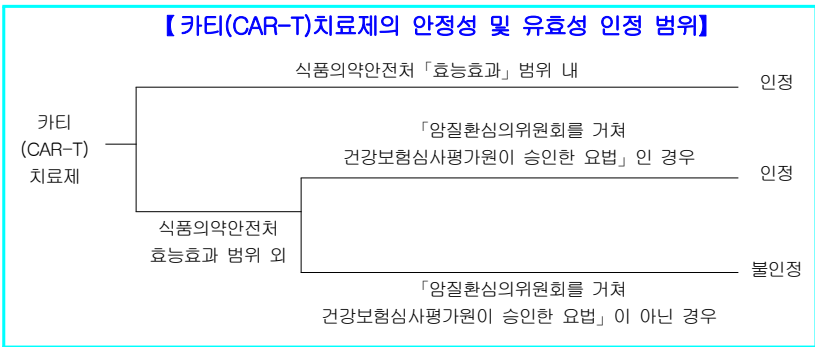 【 카티(CAR-T)치료제의 안정성 및 유효성 인정 범위】
식품의약안전처「효능효과」범위 내
인정
카티
(CAR-T)
치료제
「암질환심의위원회를 거쳐
건강보험심사평가원이 승인한 요법」인 경우
인정
식품의약안전처
효능효과 범위 외
불인정
「암질환심의위원회를 거쳐
건강보험심사평가원이 승인한 요법」이 아닌 경우